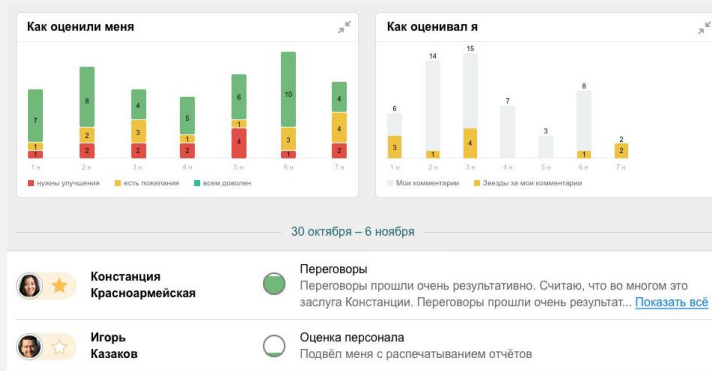 Как оценили меня
7
1
1
1 н
8
2
2
2 н
4
3
2
3 н
5
1
2
4 н
6
1
4
5 н
10
3
6 н
4
4
2
7 н
нужны улучшения
есть пожелания
всем доволен
Как оценивал я
6
3
1 н
14
1
2 н
15
4
3 н
7
4 н
3
5 н
8
1
6 н
2
2
7 н
Мои комментарии
Звезды за мои комментарии
30 октября – 6 ноября
Констанция
Красноармейская
Переговоры
Переговоры прошли очень результативно. Считаю, что во многом это
заслуга Констанции. Переговоры прошли очень результат... Показать всё
Игорь
Казаков
Оценка персонала
Подвёл меня с распечатыванием отчётов